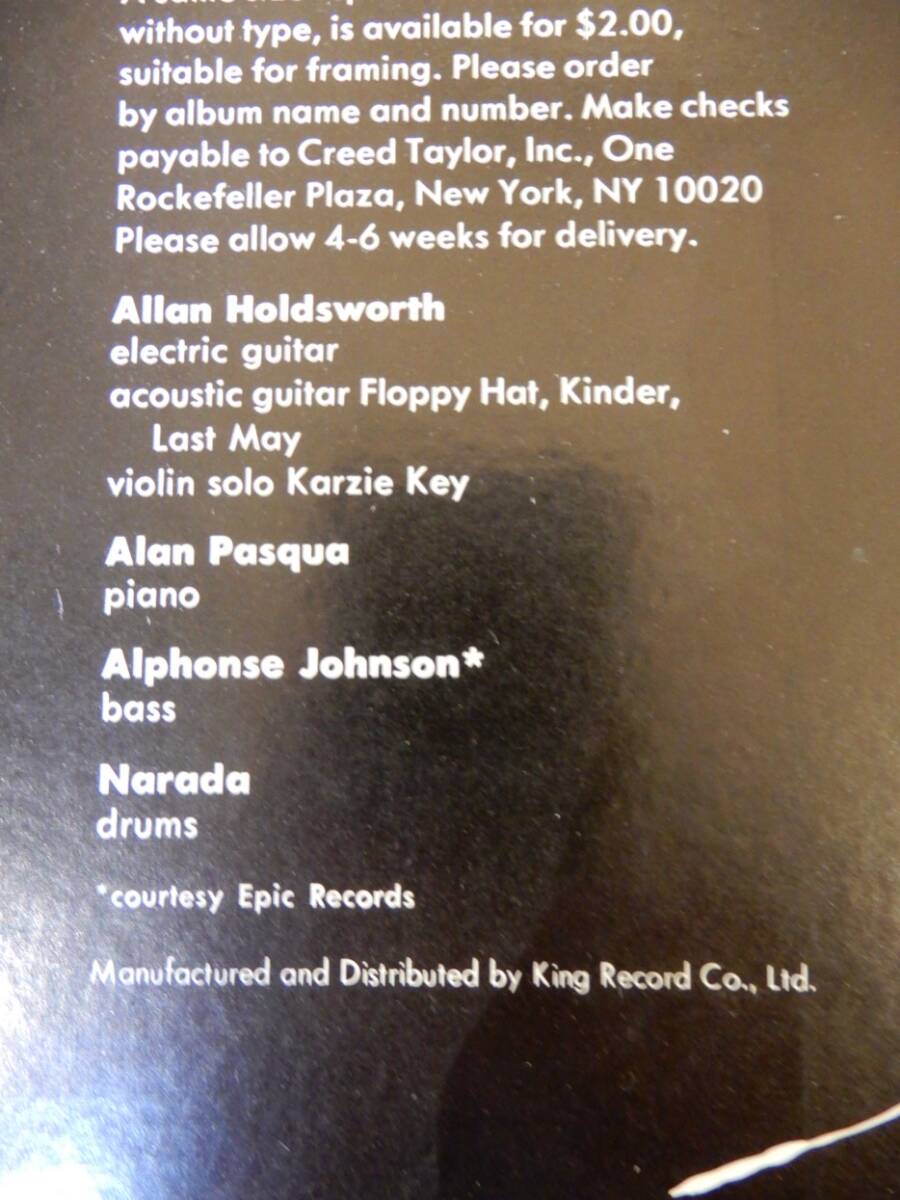 without type, is available for $2.00,
suitable for framing. Please order
by album name and number. Make checks
payable to Creed Taylor, Inc., One
Rockefeller Plaza, New York, NY 10020
Please allow 4-6 weeks for delivery.
Allan Holdsworth
electric guitar
acoustic guitar Floppy Hat, Kinder,
Last May
violin solo Karzie Key
Alan Pasqua
piano
Alphonse Johnson*
bass
Narada
drums
*courtesy Epic Records
Manufactured and Distributed by King Record Co., Ltd.